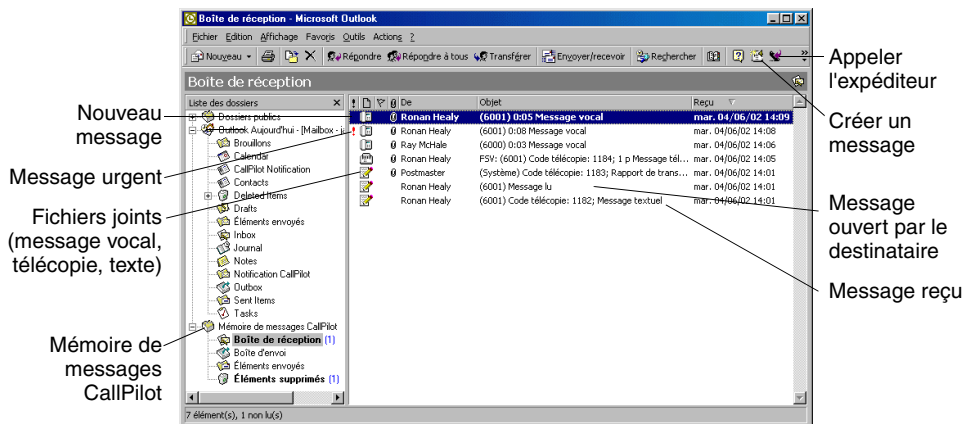 Boîte de réception - Microsoft Outlook
Fichier Edition Affichage Favoris Outils Actions ?
Nouveau Répondre Répondre à tous Transférer Envoyer/recevoir Rechercher
Boîte de réception
Liste des dossiers
De Objet Reçu
Dossiers publics
Outlook Aujourd'hui - [Mailbox - j
Brouillons
Calendar
CallPilot Notification
Contacts
Deleted Items
Drafts
Éléments envoyés
Inbox
Journal
Notes
Notification CallPilot
Outbox
Sent Items
Tasks
Mémoire de messages CallPilot
Boîte de réception (1)
Boîte d'envoi
Éléments envoyés
Éléments supprimés (1)
Ronan Healy (6001) 0:05 Message vocal mar. 04/06/02 14:09
Ronan Healy (6001) 0:08 Message vocal mar. 04/06/02 14:08
Ray McHale (6000) 0:03 Message vocal mar. 04/06/02 14:06
Ronan Healy FSV: (6001) Code télécopie: 1184; 1 p Message tél... mar. 04/06/02 14:05
Postmaster (Système) Code télécopie: 1183; Rapport de trans... mar. 04/06/02 14:01
Ronan Healy (6001) Message lu mar. 04/06/02 14:01
Ronan Healy (6001) Code télécopie: 1182; Message textuel mar. 04/06/02 14:01
7 élément(s), 1 non lu(s)
Nouveau
message
Message urgent
Fichiers joints
(message vocal,
télécopie, texte)
Mémoire de
messages
CallPilot
Appeler
l'expéditeur
Créer un
message
Message
ouvert par le
destinataire
Message reçu